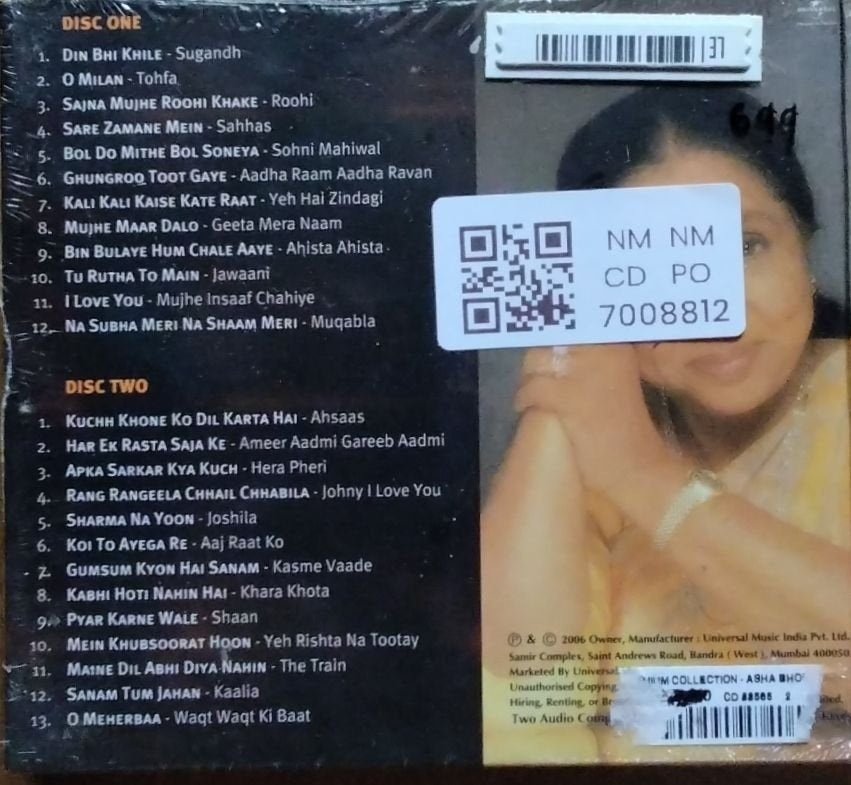 DISC ONE
1. DIN BHI KHILE - Sugandh
2. O MILAN - Tohfa
3. SAJNA MUJHE ROOHI KHAKE - Roohi
4. SARE ZAMANE MEIN - Sahhas
5. BOL DO MITHE BOL SONEYA - Sohni Mahiwal
6. GHUNGROO TOOT GAYE - Aadha Raam Aadha Ravan
7. KALI KALI KAISE KATE RAAT - Yeh Hai Zindagi
8. MUJHE MAAR DALO - Geeta Mera Naam
9. BIN BULAYE HUM CHALE AAYE - Ahista Ahista
10. TU RUTHA TO MAIN - Jawaani
11. I LOVE YOU - Mujhe Insaaf Chahiye
12. NA SUBHA MERI NA SHAAM MERI - Muqabla
DISC TWO
1. KUCHH KHONE KO DIL KARTA HAI - Ahsaas
2. HAR EK RASTA SAJA KE - Ameer Aadmi Gareeb Aadmi
3. APKA SARKAR KYA KUCH - Hera Pheri
4. RANG RANGEELA CHHAIL CHHABILA - Johny I Love You
5. SHARMA NA YOON - Joshila
6. KOI TO AYEGA RE - Aaj Raat Ko
7. GUMSUM KYON HAI SANAM - Kasme Vaade
8. KABHI HOTI NAHIN HAI - Khara Khota
9. PYAR KARNE WALE - Shaan
10. MEIN KHUBSOORAT HOON - Yeh Rishta Na Tootay
11. MAINE DIL ABHI DIYA NAHIN - The Train
12. SANAM TUM JAHAN - Kaalia
13. O MEHERBAA - Waqt Waqt Ki Baat
37
699
NM NM
CD PO
7008812
Ⓟ & © 2006 Owner, Manufacturer : Universal Music India Pvt. Ltd.
Samir Complex, Saint Andrews Road, Bandra ( West ), Mumbai 400050
Marketed By Universal
Unauthorised Copying,
Hiring, Renting, or
Two Audio
COLLECTION - ASHA BHO
CD
2